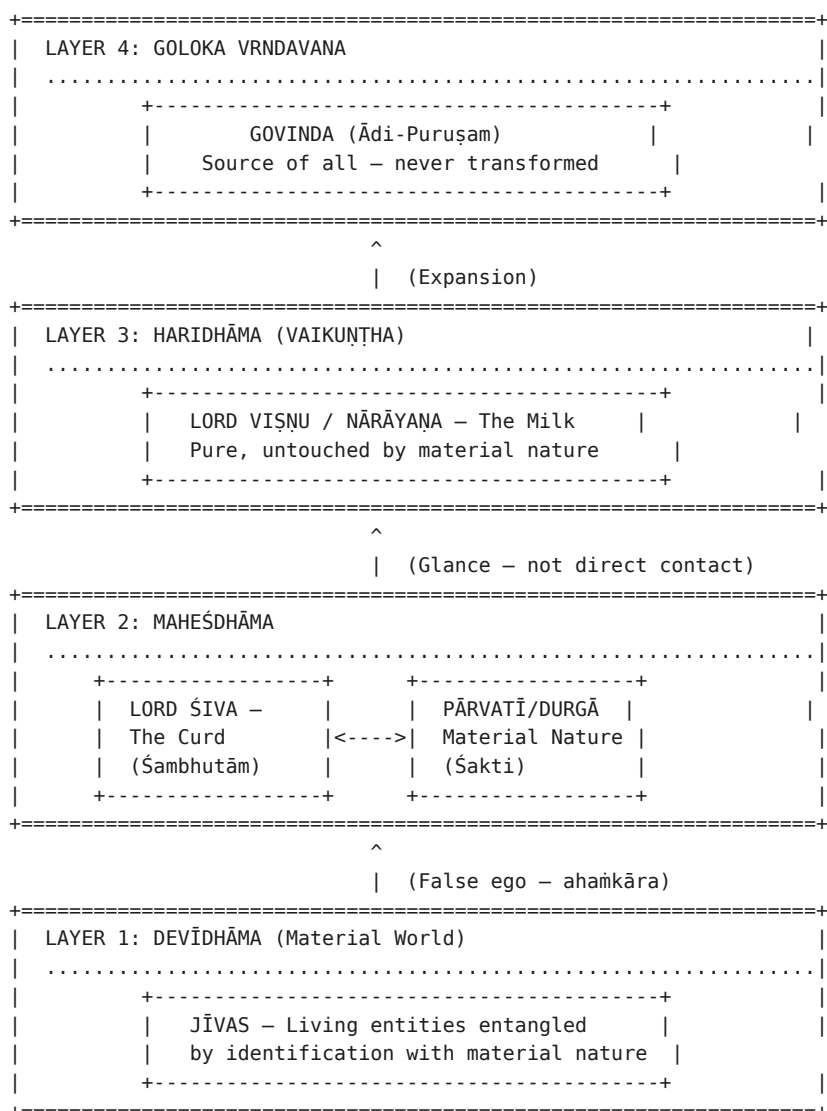 LAYER 4: GOLOKA VRNDAVANA
GOVINDA (Ādi-Puruṣam)
Source of all — never transformed
^
| (Expansion)
LAYER 3: HARIDHĀMA (VAIKUṆṬHA)
LORD VIṢṆU / NĀRĀYAṆA — The Milk
Pure, untouched by material nature
^
| (Glance — not direct contact)
LAYER 2: MAHEŚDHĀMA
LORD ŚIVA — | | PĀRVATĪ/DURGĀ
The Curd |<---->| Material Nature
(Śambhutām) | | (Śakti)
^
| (False ego — ahaṁkāra)
LAYER 1: DEVĪDHĀMA (Material World)
JĪVAS — Living entities entangled
by identification with material nature